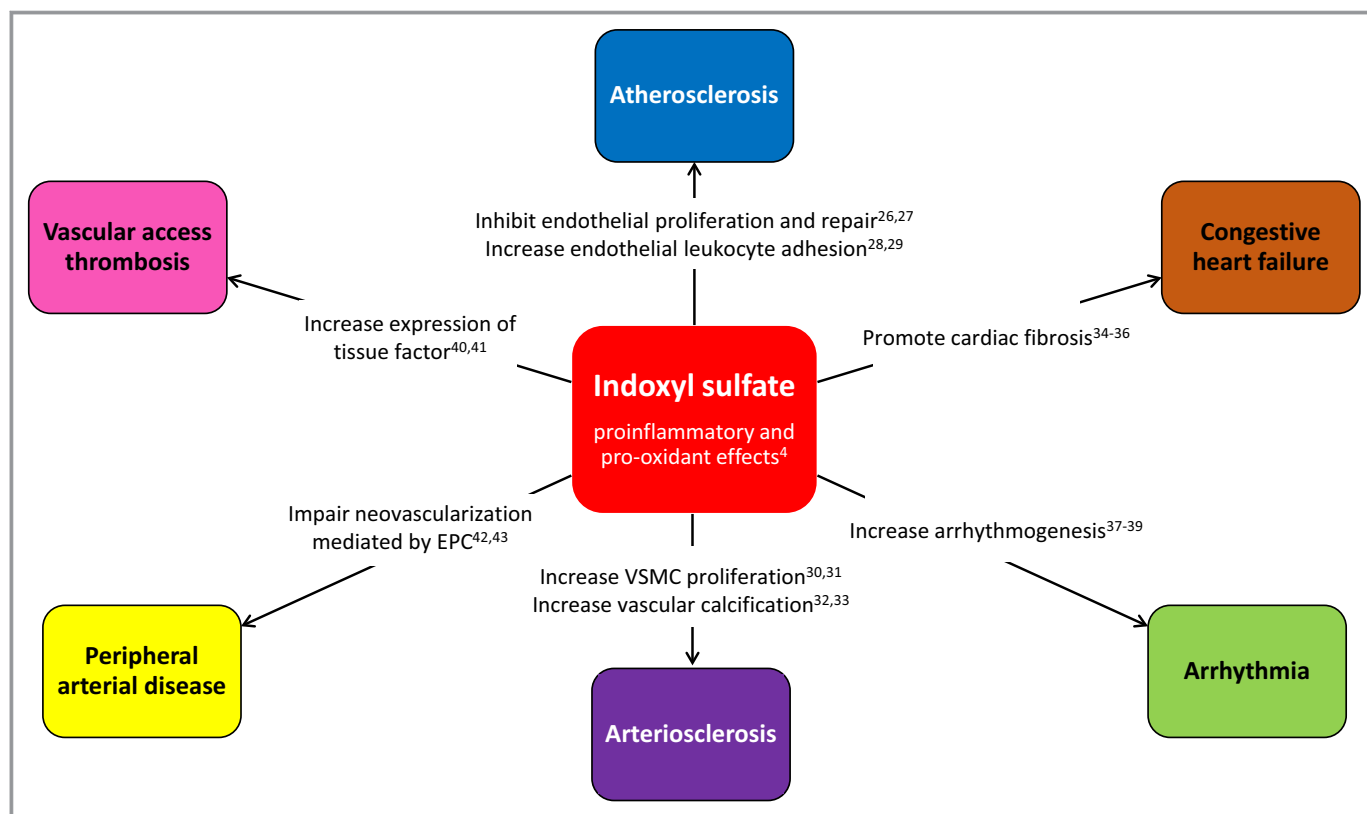 Atherosclerosis
Vascular access
thrombosis
Inhibit endothelial proliferation and repair26,27
Increase endothelial leukocyte adhesion28,29
Congestive
heart failure
Increase expression of
tissue factor40,41
Promote cardiac fibrosis34-36
Indoxyl sulfate
proinflammatory and
pro-oxidant effects4
Impair neovascularization
mediated by EPC42,43
Increase arrhythmogenesis37-39
Increase VSMC proliferation30,31
Increase vascular calcification32,33
Peripheral
arterial disease
Arrhythmia
Arteriosclerosis